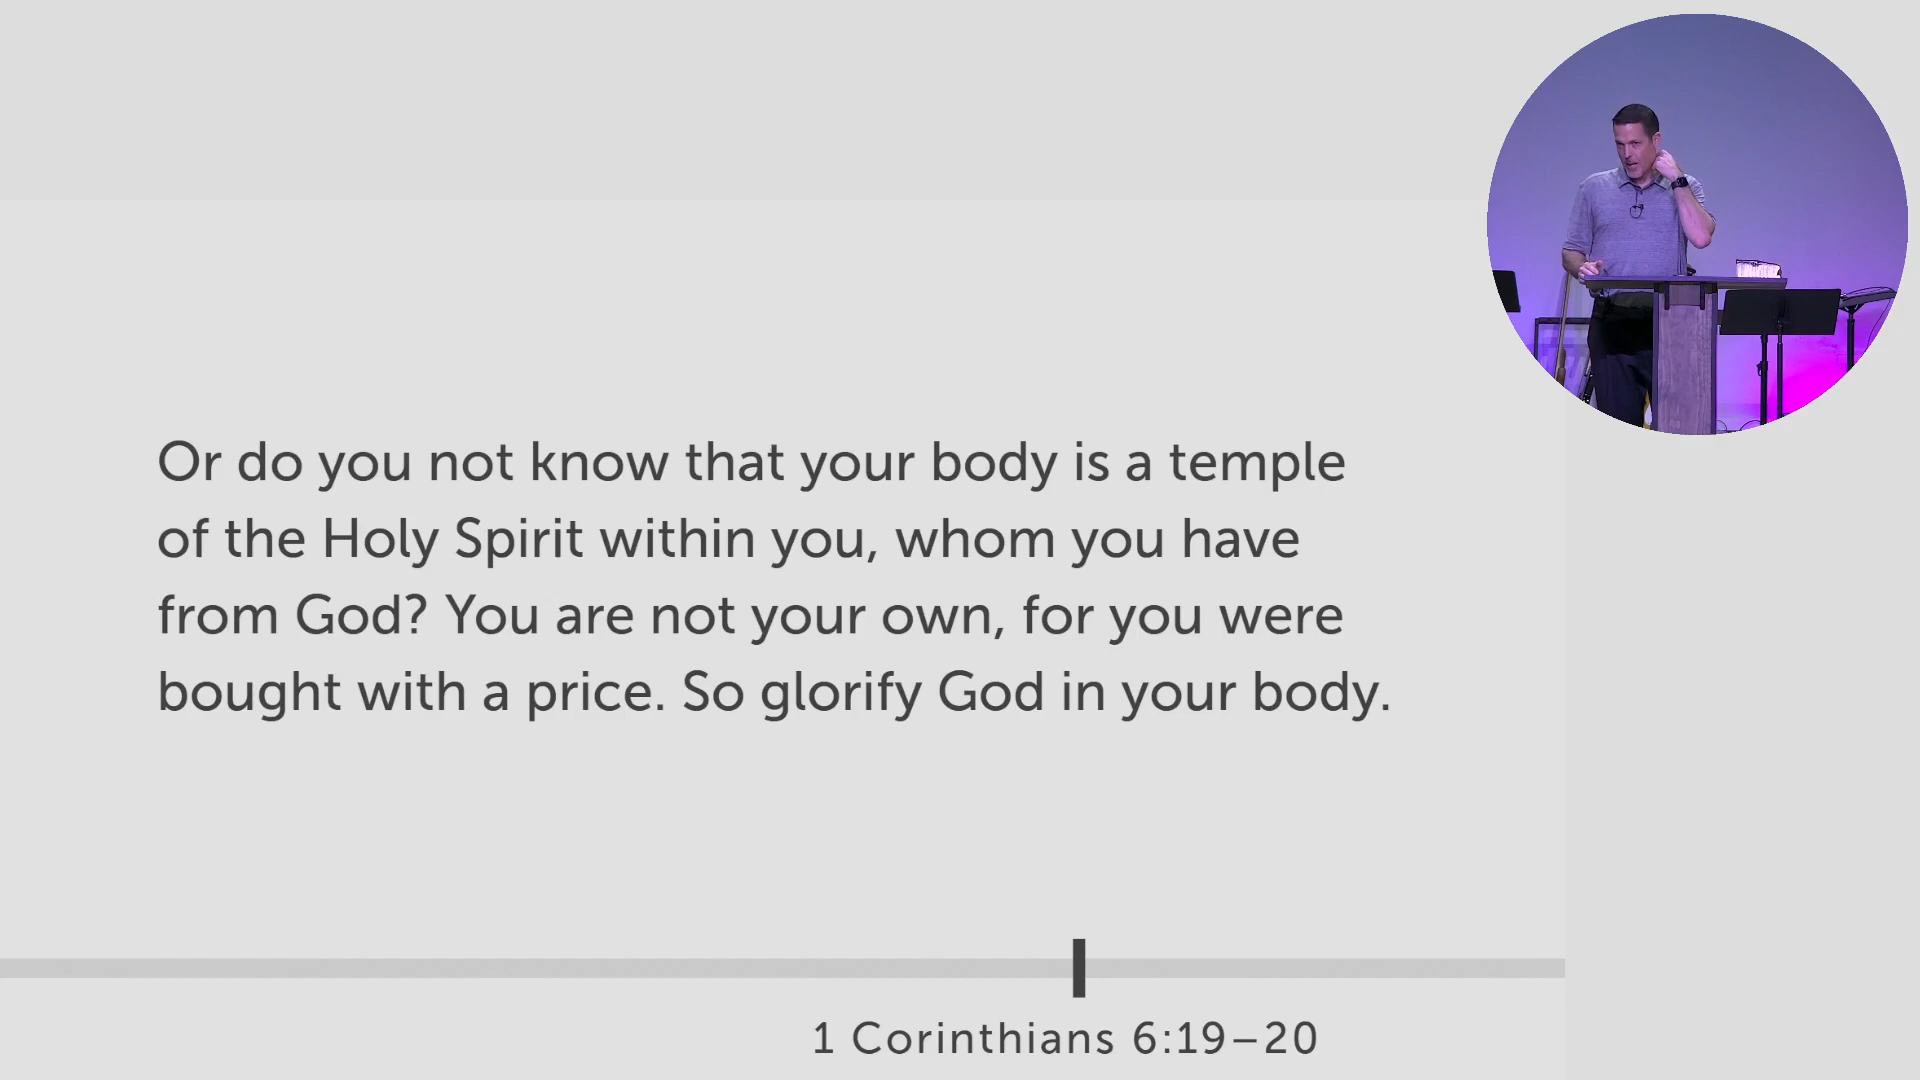 Or do you not know that your body is a temple
of the Holy Spirit within you, whom you have
from God? You are not your own, for you were
bought with a price. So glorify God in your body.
1 Corinthians 6:19–20